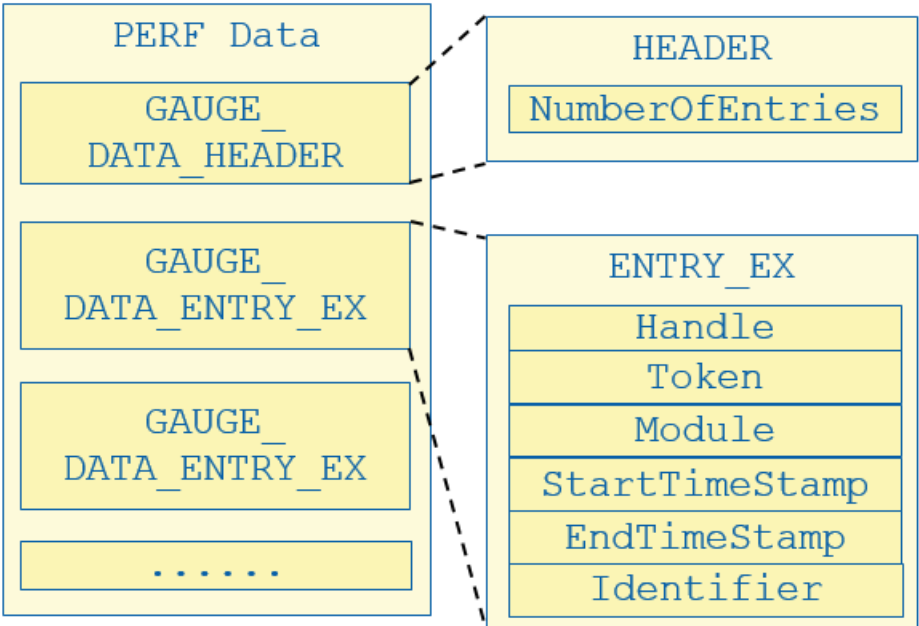 PERF Data
GAUGE_
DATA_HEADER
GAUGE_
DATA_ENTRY_EX
GAUGE_
DATA_ENTRY_EX
......
HEADER
NumberOfEntries
ENTRY_EX
Handle
Token
Module
StartTimeStamp
EndTimeStamp
Identifier